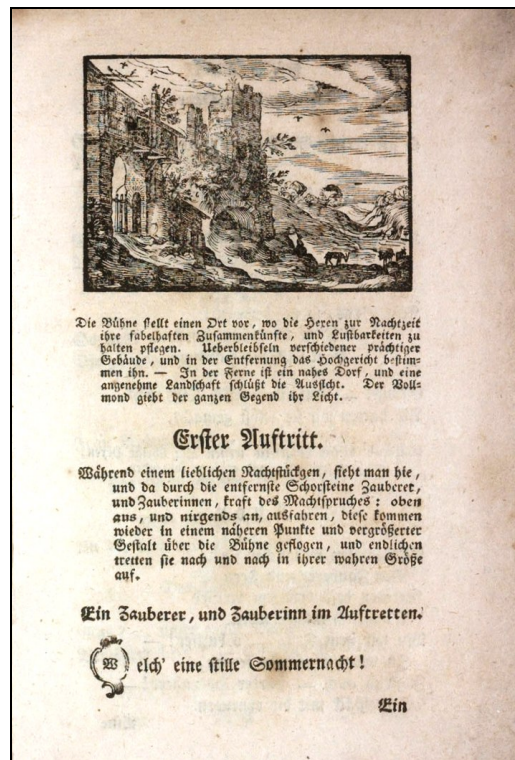 Die Bühne stellt einen Ort vor, wo die Hexen zur Nachtzeit
ihre fabelhaften Zusammenkünfte, und Lustbarkeiten zu
halten pflegen. Ueberbleibseln verschiedener prächtiger
Gebäude, und in der Entfernung das Hochgericht bestim-
men ihn. — In der Ferne ist ein nahes Dorf, und eine
angenehme Landschaft schlüßt die Aussicht. Der Voll-
mond giebt der ganzen Gegend ihr Licht.
Erster Auftritt.
Während einem lieblichen Nachtstückgen, sieht man hie,
und da durch die entfernste Schorsteine Zauberer,
und Zauberinnen, kraft des Machtspruches: oben
aus, und nirgends an, ausfahren, diese kommen
wieder in einem näheren Punkte und vergrößerter
Gestalt über die Bühne geflogen, und endlichen
tretten sie nach und nach in ihrer wahren Größe
auf.
Ein Zauberer, und Zauberinn im Auftretten.
Welch' eine stille Sommernacht!
Ein